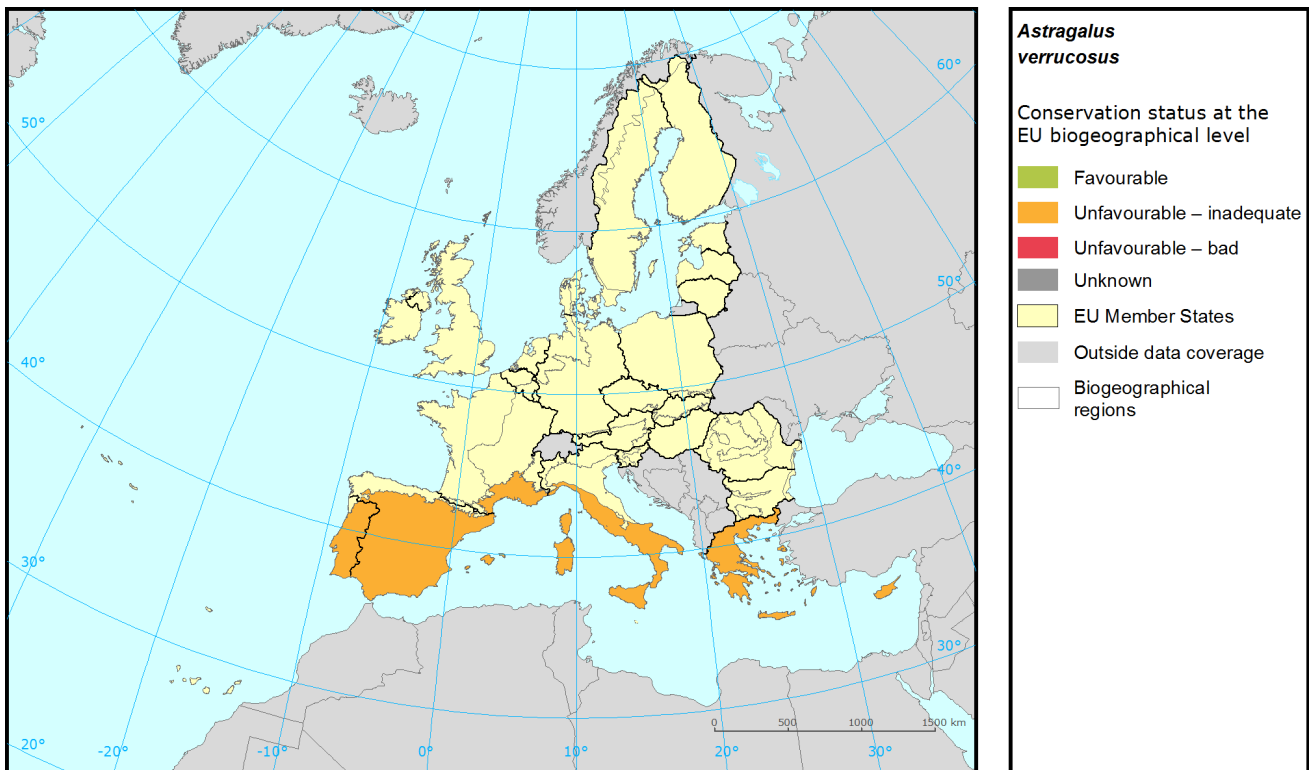 Astragalus
verrucosus
Conservation status at the
EU biogeographical level
Favourable
Unfavourable – inadequate
Unfavourable – bad
Unknown
EU Member States
Outside data coverage
Biogeographical
regions
60°
50°
50°
40°
40°
30°
30°
20°
-20°
-10°
0°
10°
20°
30°
0 500 1000 1500 km